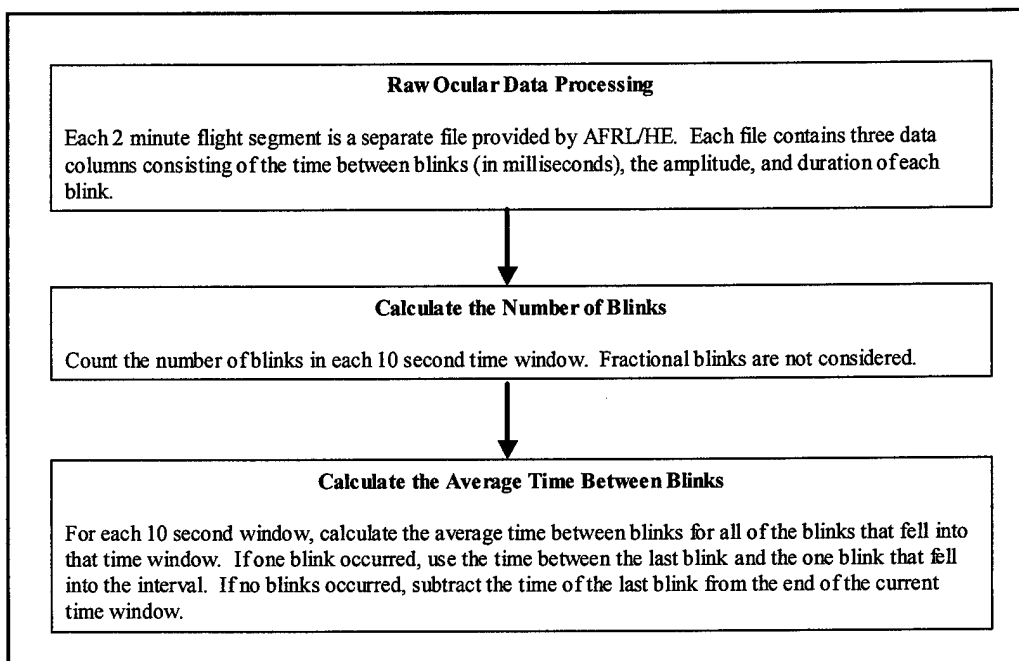 Raw Ocular Data Processing
Each 2 minute flight segment is a separate file provided by AFRL/HE. Each file contains three data
columns consisting of the time between blinks (in milliseconds), the amplitude, and duration of each
blink.
Calculate the Number of Blinks
Count the number of blinks in each 10 second time window. Fractional blinks are not considered.
Calculate the Average Time Between Blinks
For each 10 second window, calculate the average time between blinks for all of the blinks that fell into
that time window. If one blink occurred, use the time between the last blink and the one blink that fell
into the interval. If no blinks occurred, subtract the time of the last blink from the end of the current
time window.